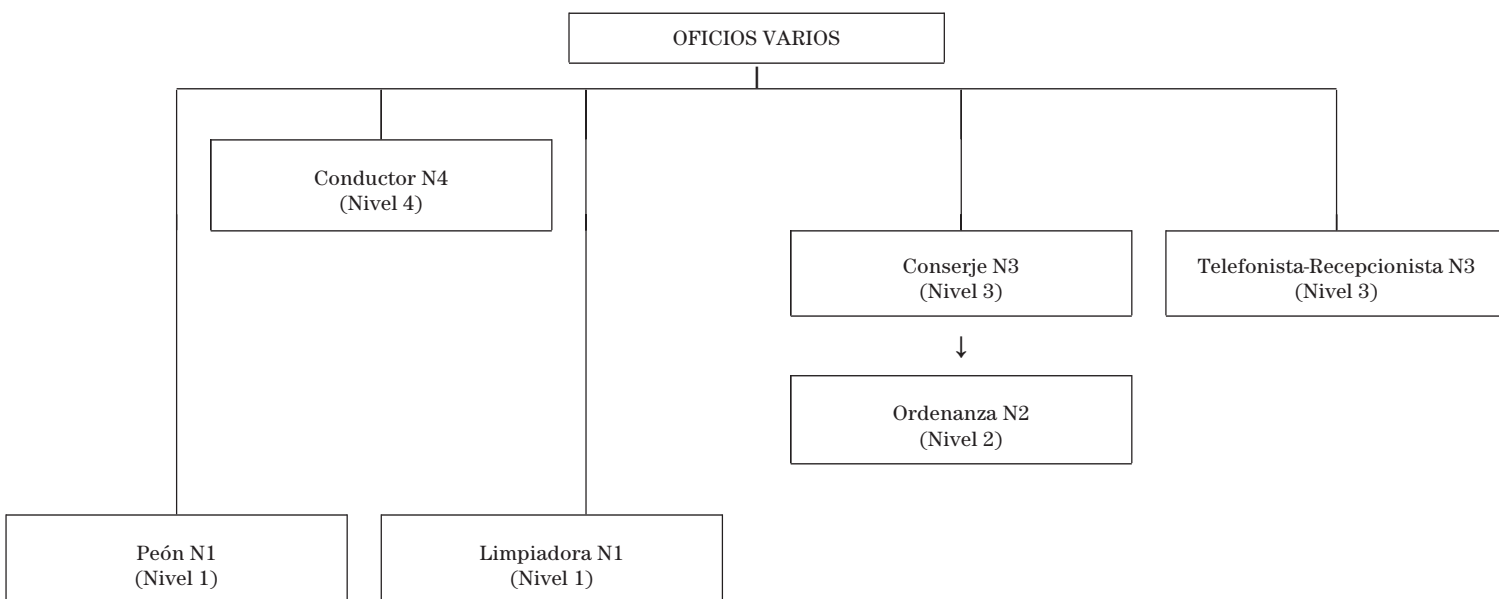 OFICIOS VARIOS
Conductor N4
(Nivel 4)
Conserje N3
(Nivel 3)
Telefonista-Recepcionista N3
(Nivel 3)
Ordenanza N2
(Nivel 2)
Peón N1
(Nivel 1)
Limpiadora N1
(Nivel 1)